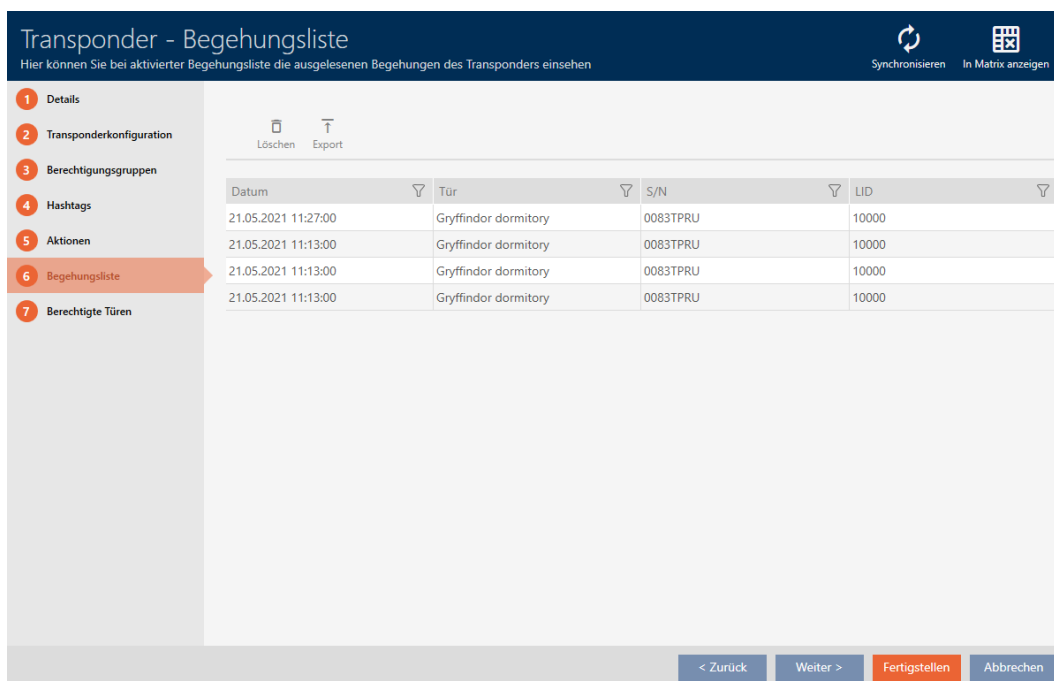 Transponder - Begehungsliste
Hier können Sie bei aktivierter Begehungsliste die ausgelesenen Begehungen des Transponders einsehen
Synchronisieren In Matrix anzeigen
1 Details
2 Transponderkonfiguration
3 Berechtigungsgruppen
4 Hashtags
5 Aktionen
6 Begehungsliste
7 Berechtigte Türen
Löschen Export
Datum Tür S/N LID
21.05.2021 11:27:00 Gryffindor dormitory 0083TPRU 10000
21.05.2021 11:13:00 Gryffindor dormitory 0083TPRU 10000
21.05.2021 11:13:00 Gryffindor dormitory 0083TPRU 10000
21.05.2021 11:13:00 Gryffindor dormitory 0083TPRU 10000
< Zurück Weiter > Fertigstellen Abbrechen